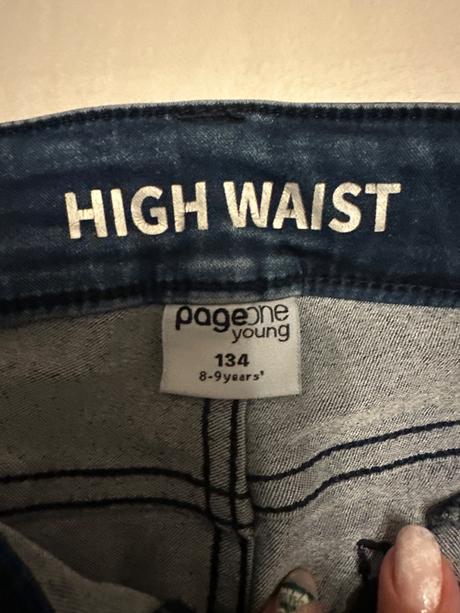 HIGH WAIST
pageone
young
134
8-9years'